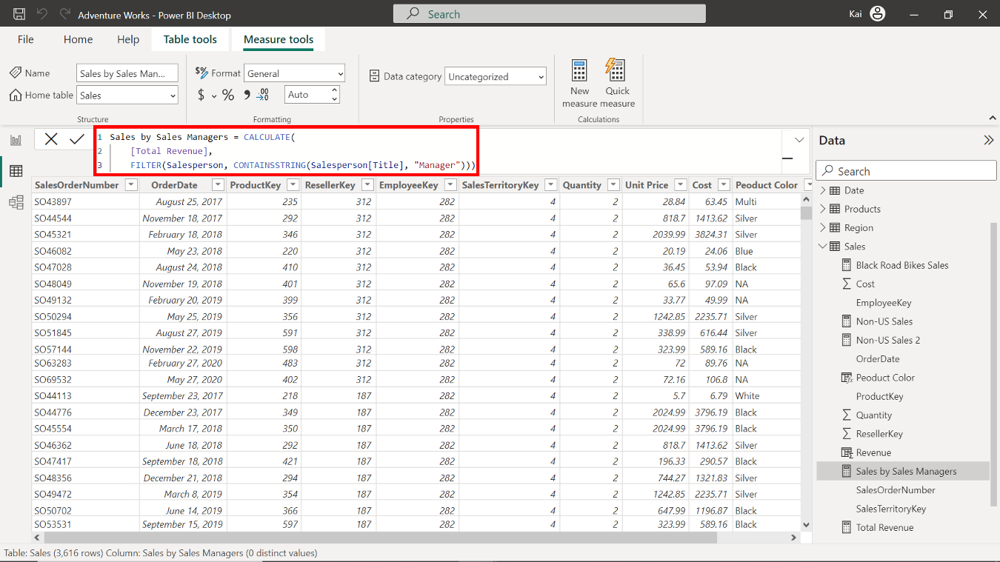 Adventure Works - Power BI Desktop
Search
Kai
File
Home
Help
Table tools
Measure tools
Name
Sales by Sales Man...
Home table
Sales
Structure
$% Format
General
$ % 9 .00 →0
Auto
Formatting
Data category
Uncategorized
Properties
New measure
Quick measure
Calculations
1 Sales by Sales Managers = CALCULATE(
2 [Total Revenue],
3 FILTER(Salesperson, CONTAINSSTRING(Salesperson[Title], "Manager")))
SalesOrderNumber OrderDate ProductKey ResellerKey EmployeeKey SalesTerritoryKey Quantity Unit Price Cost Peoduct Color
SO43897 August 25, 2017 235 312 282 4 2 28.84 63.45 Multi
SO44544 November 18, 2017 292 312 282 4 2 818.7 1413.62 Silver
SO45321 February 18, 2018 346 312 282 4 2 2039.99 3824.31 Silver
SO46082 May 23, 2018 220 312 282 4 2 20.19 24.06 Blue
SO47028 August 24, 2018 410 312 282 4 2 36.45 53.94 Black
SO48049 November 19, 2018 401 312 282 4 2 65.6 97.09 NA
SO49132 February 20, 2019 399 312 282 4 2 33.77 49.99 NA
SO50294 May 25, 2019 356 312 282 4 2 1242.85 2235.71 Silver
SO51845 August 27, 2019 591 312 282 4 2 338.99 616.44 Silver
SO57144 November 22, 2019 598 312 282 4 2 323.99 589.16 Black
SO63283 February 27, 2020 483 312 282 4 2 72 89.76 NA
SO69532 May 27, 2020 402 312 282 4 2 72.16 106.8 NA
SO44113 September 23, 2017 218 187 282 4 2 5.7 6.79 White
SO44776 December 23, 2017 349 187 282 4 2 2024.99 3796.19 Black
SO45554 March 17, 2018 350 187 282 4 2 2024.99 3796.19 Black
SO46362 June 18, 2018 292 187 282 4 2 818.7 1413.62 Silver
SO47417 September 18, 2018 421 187 282 4 2 196.33 290.57 Black
SO48356 December 21, 2018 294 187 282 4 2 744.27 1321.83 Silver
SO49472 March 8, 2019 354 187 282 4 2 1242.85 2235.71 Silver
SO50702 June 14, 2019 366 187 282 4 2 647.99 1196.87 Black
SO53531 September 15, 2019 597 187 282 4 2 323.99 589.16 Black
Data
Search
Date
Products
Region
Sales
Black Road Bikes Sales
Cost
EmployeeKey
Non-US Sales
Non-US Sales 2
OrderDate
Peoduct Color
ProductKey
Quantity
ResellerKey
Revenue
Sales by Sales Managers
SalesOrderNumber
SalesTerritoryKey
Total Revenue
Table: Sales (3,616 rows) Column: Sales by Sales Managers (0 distinct values)